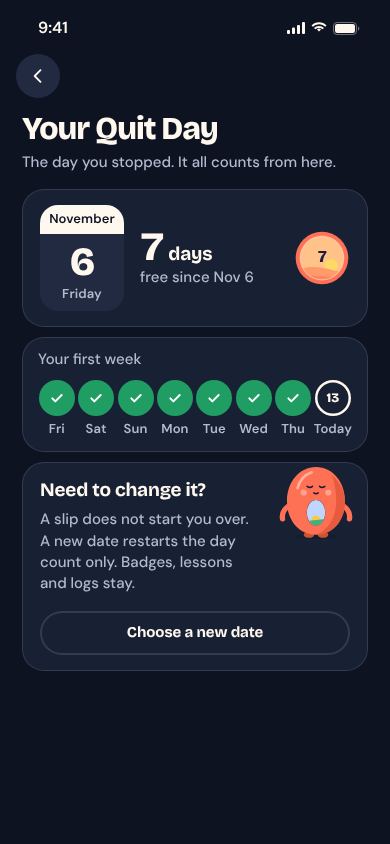 9:41
Your Quit Day
The day you stopped. It all counts from here.
November
6
Friday
7 days
free since Nov 6
7
Your first week
13
Fri Sat Sun Mon Tue Wed Thu Today
Need to change it?
A slip does not start you over.
A new date restarts the day
count only. Badges, lessons
and logs stay.
Choose a new date